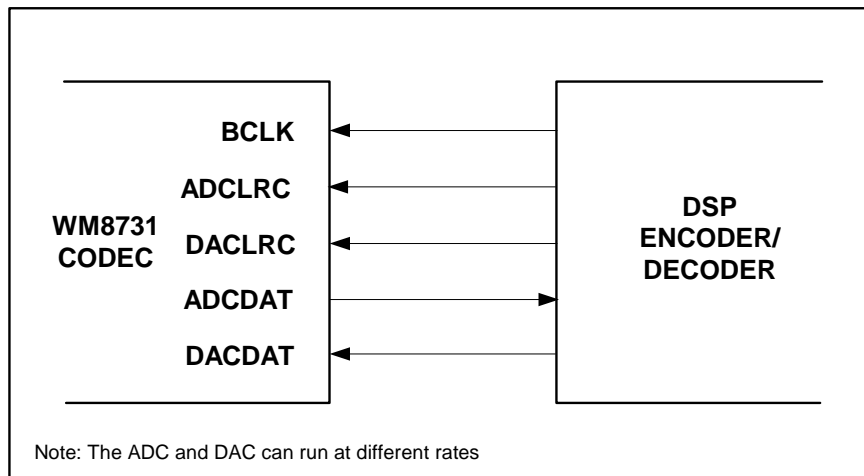 BCLK
ADCLRC
WM8731
CODEC
DACLRC
ADCDAT
DACDAT
DSP
ENCODER/
DECODER
Note: The ADC and DAC can run at different rates